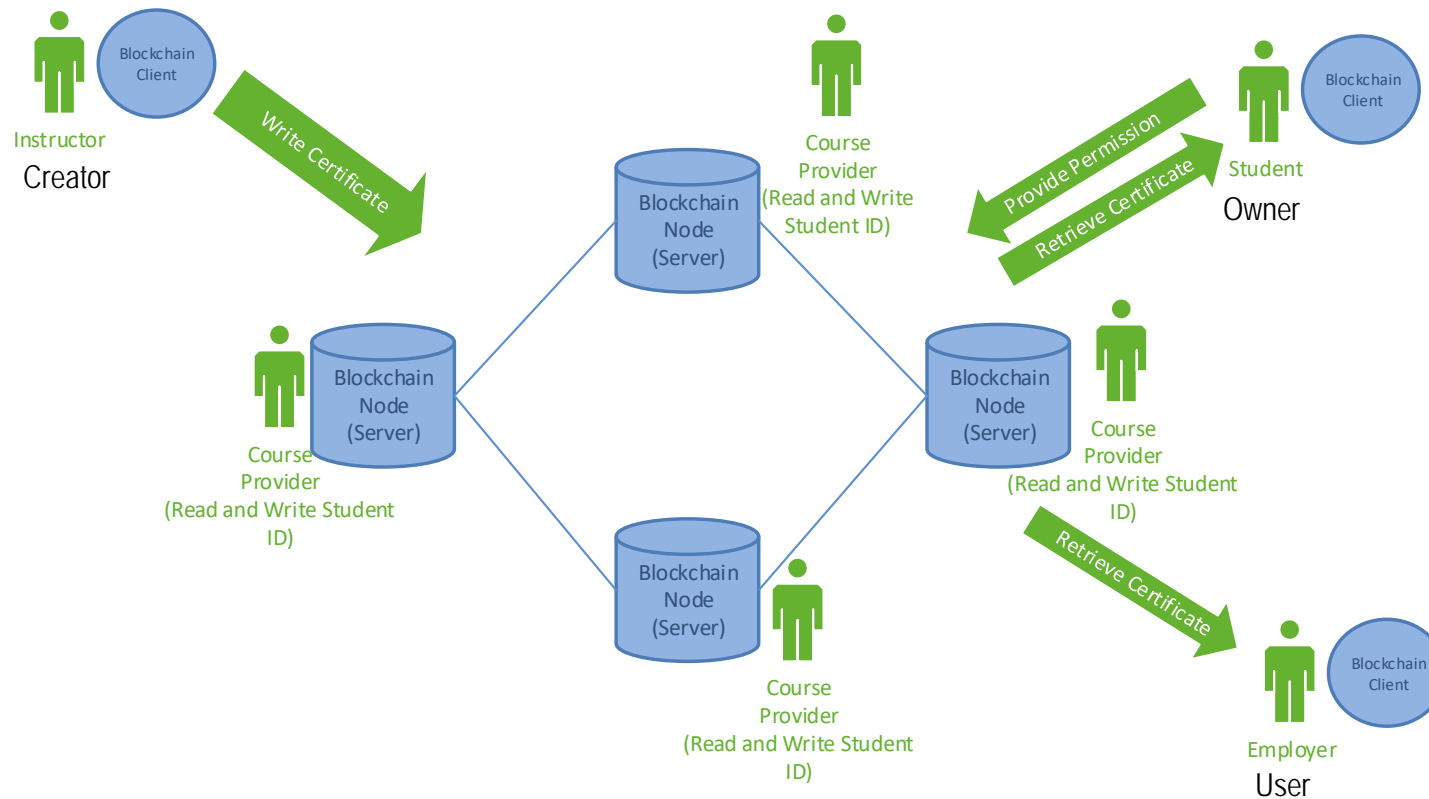 Blockchain
Client
Instructor
Creator
Write Certificate
Course
Provider
(Read and Write
Student ID)
Blockchain
Node
(Server)
Provide Permission
Retrieve Certificate
Blockchain
Client
Student
Owner
Blockchain
Node
(Server)
Course
Provider
(Read and Write Student
ID)
Blockchain
Node
(Server)
Course
Provider
(Read and Write Student
ID)
Blockchain
Node
(Server)
Course
Provider
(Read and Write Student
ID)
Retrieve Certificate
Blockchain
Client
Employer
User